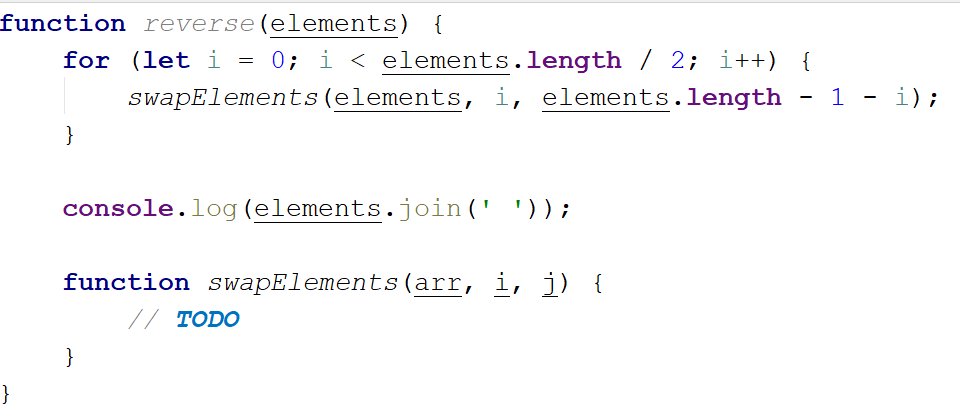 function reverse(elements) {
    for (let i = 0; i < elements.length / 2; i++) {
        swapElements(elements, i, elements.length - 1 - i);
    }

    console.log(elements.join(' '));

    function swapElements(arr, i, j) {
        // TODO
    }
}